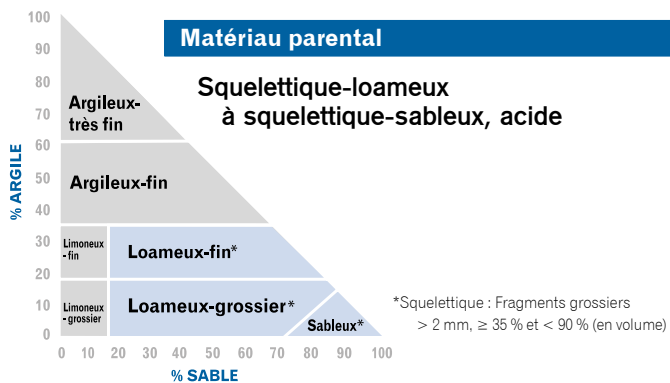 Matériau parental
Squelettique-loameux
à squelettique-sableux, acide
100
90
80
70
60
50
40
30
20
10
0
% ARGILE
Argileux-
très fin
Argileux-fin
Limoneux
-fin
Loameux-fin*
Limoneux
-grossier
Loameux-grossier*
Sableux*
0 10 20 30 40 50 60 70 80 90 100
% SABLE
*Squelettique : Fragments grossiers
> 2 mm, ≥ 35 % et < 90 % (en volume)